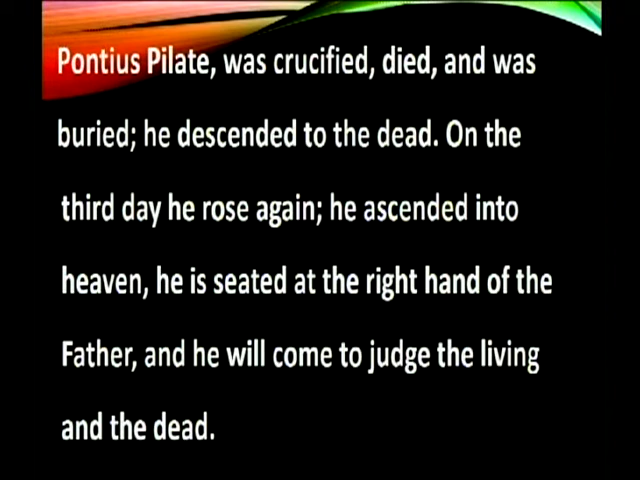 Pontius Pilate, was crucified, died, and was
buried; he descended to the dead. On the
third day he rose again; he ascended into
heaven, he is seated at the right hand of the
Father, and he will come to judge the living
and the dead.